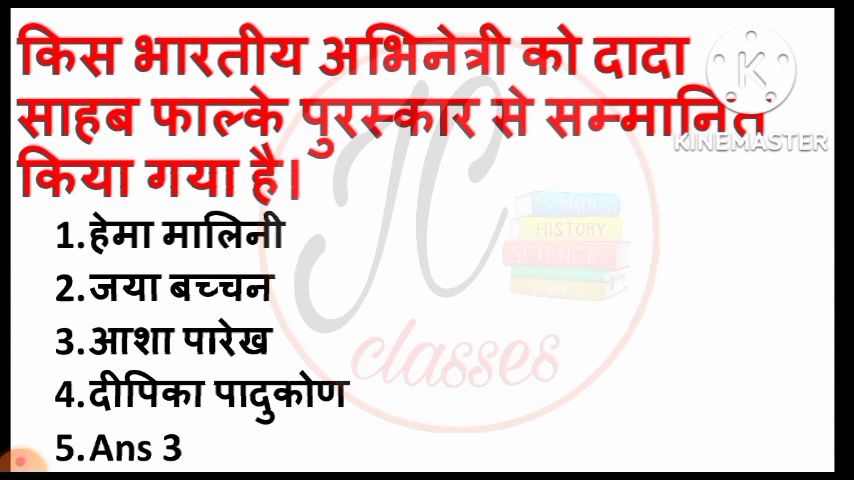 किस भारतीय अभिनेत्री को दादा
साहब फाल्के पुरस्कार से सम्मानित
किया गया है।
K
KINEMASTER
1.हेमा मालिनी
2.जया बच्चन
3.आशा पारेख
4.दीपिका पादुकोण
5.Ans 3
JC
classes
HISTORY
SCIENCE